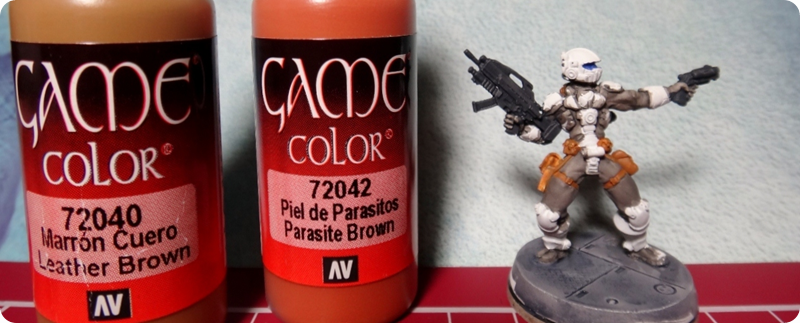 GAME
COLOR®
72040
Marrón Cuero
Leather Brown
AV
GAME
COLOR®
72042
Piel de Parasitos
Parasite Brown
AV